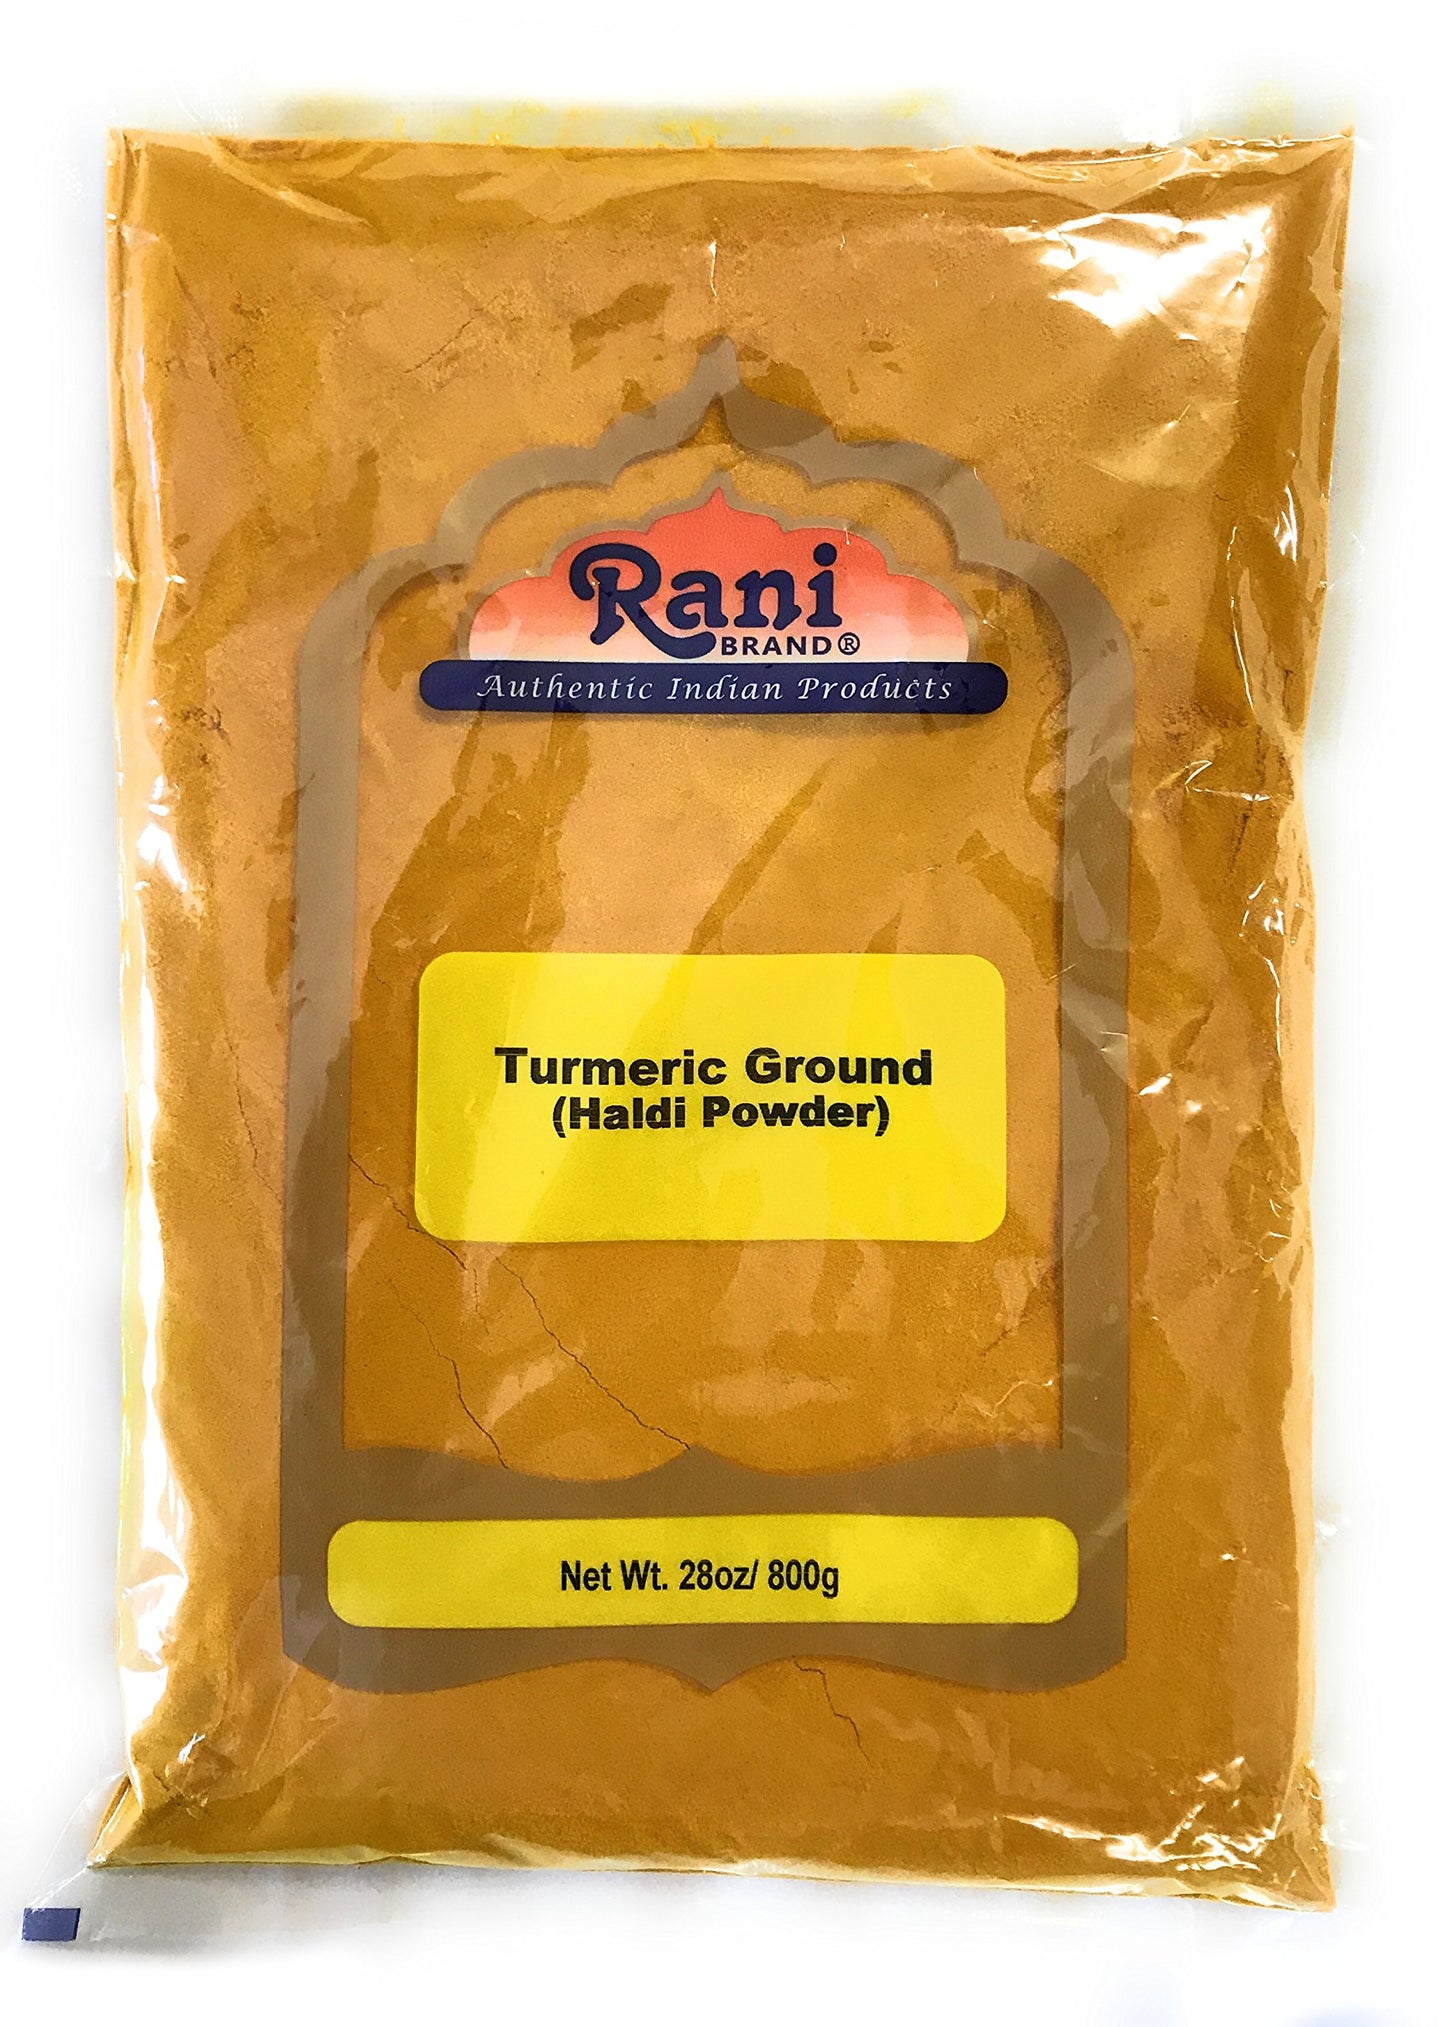 Rani
BRAND®
Authentic Indian Products
Turmeric Ground
(Haldi Powder)
Net Wt. 28oz/ 800g